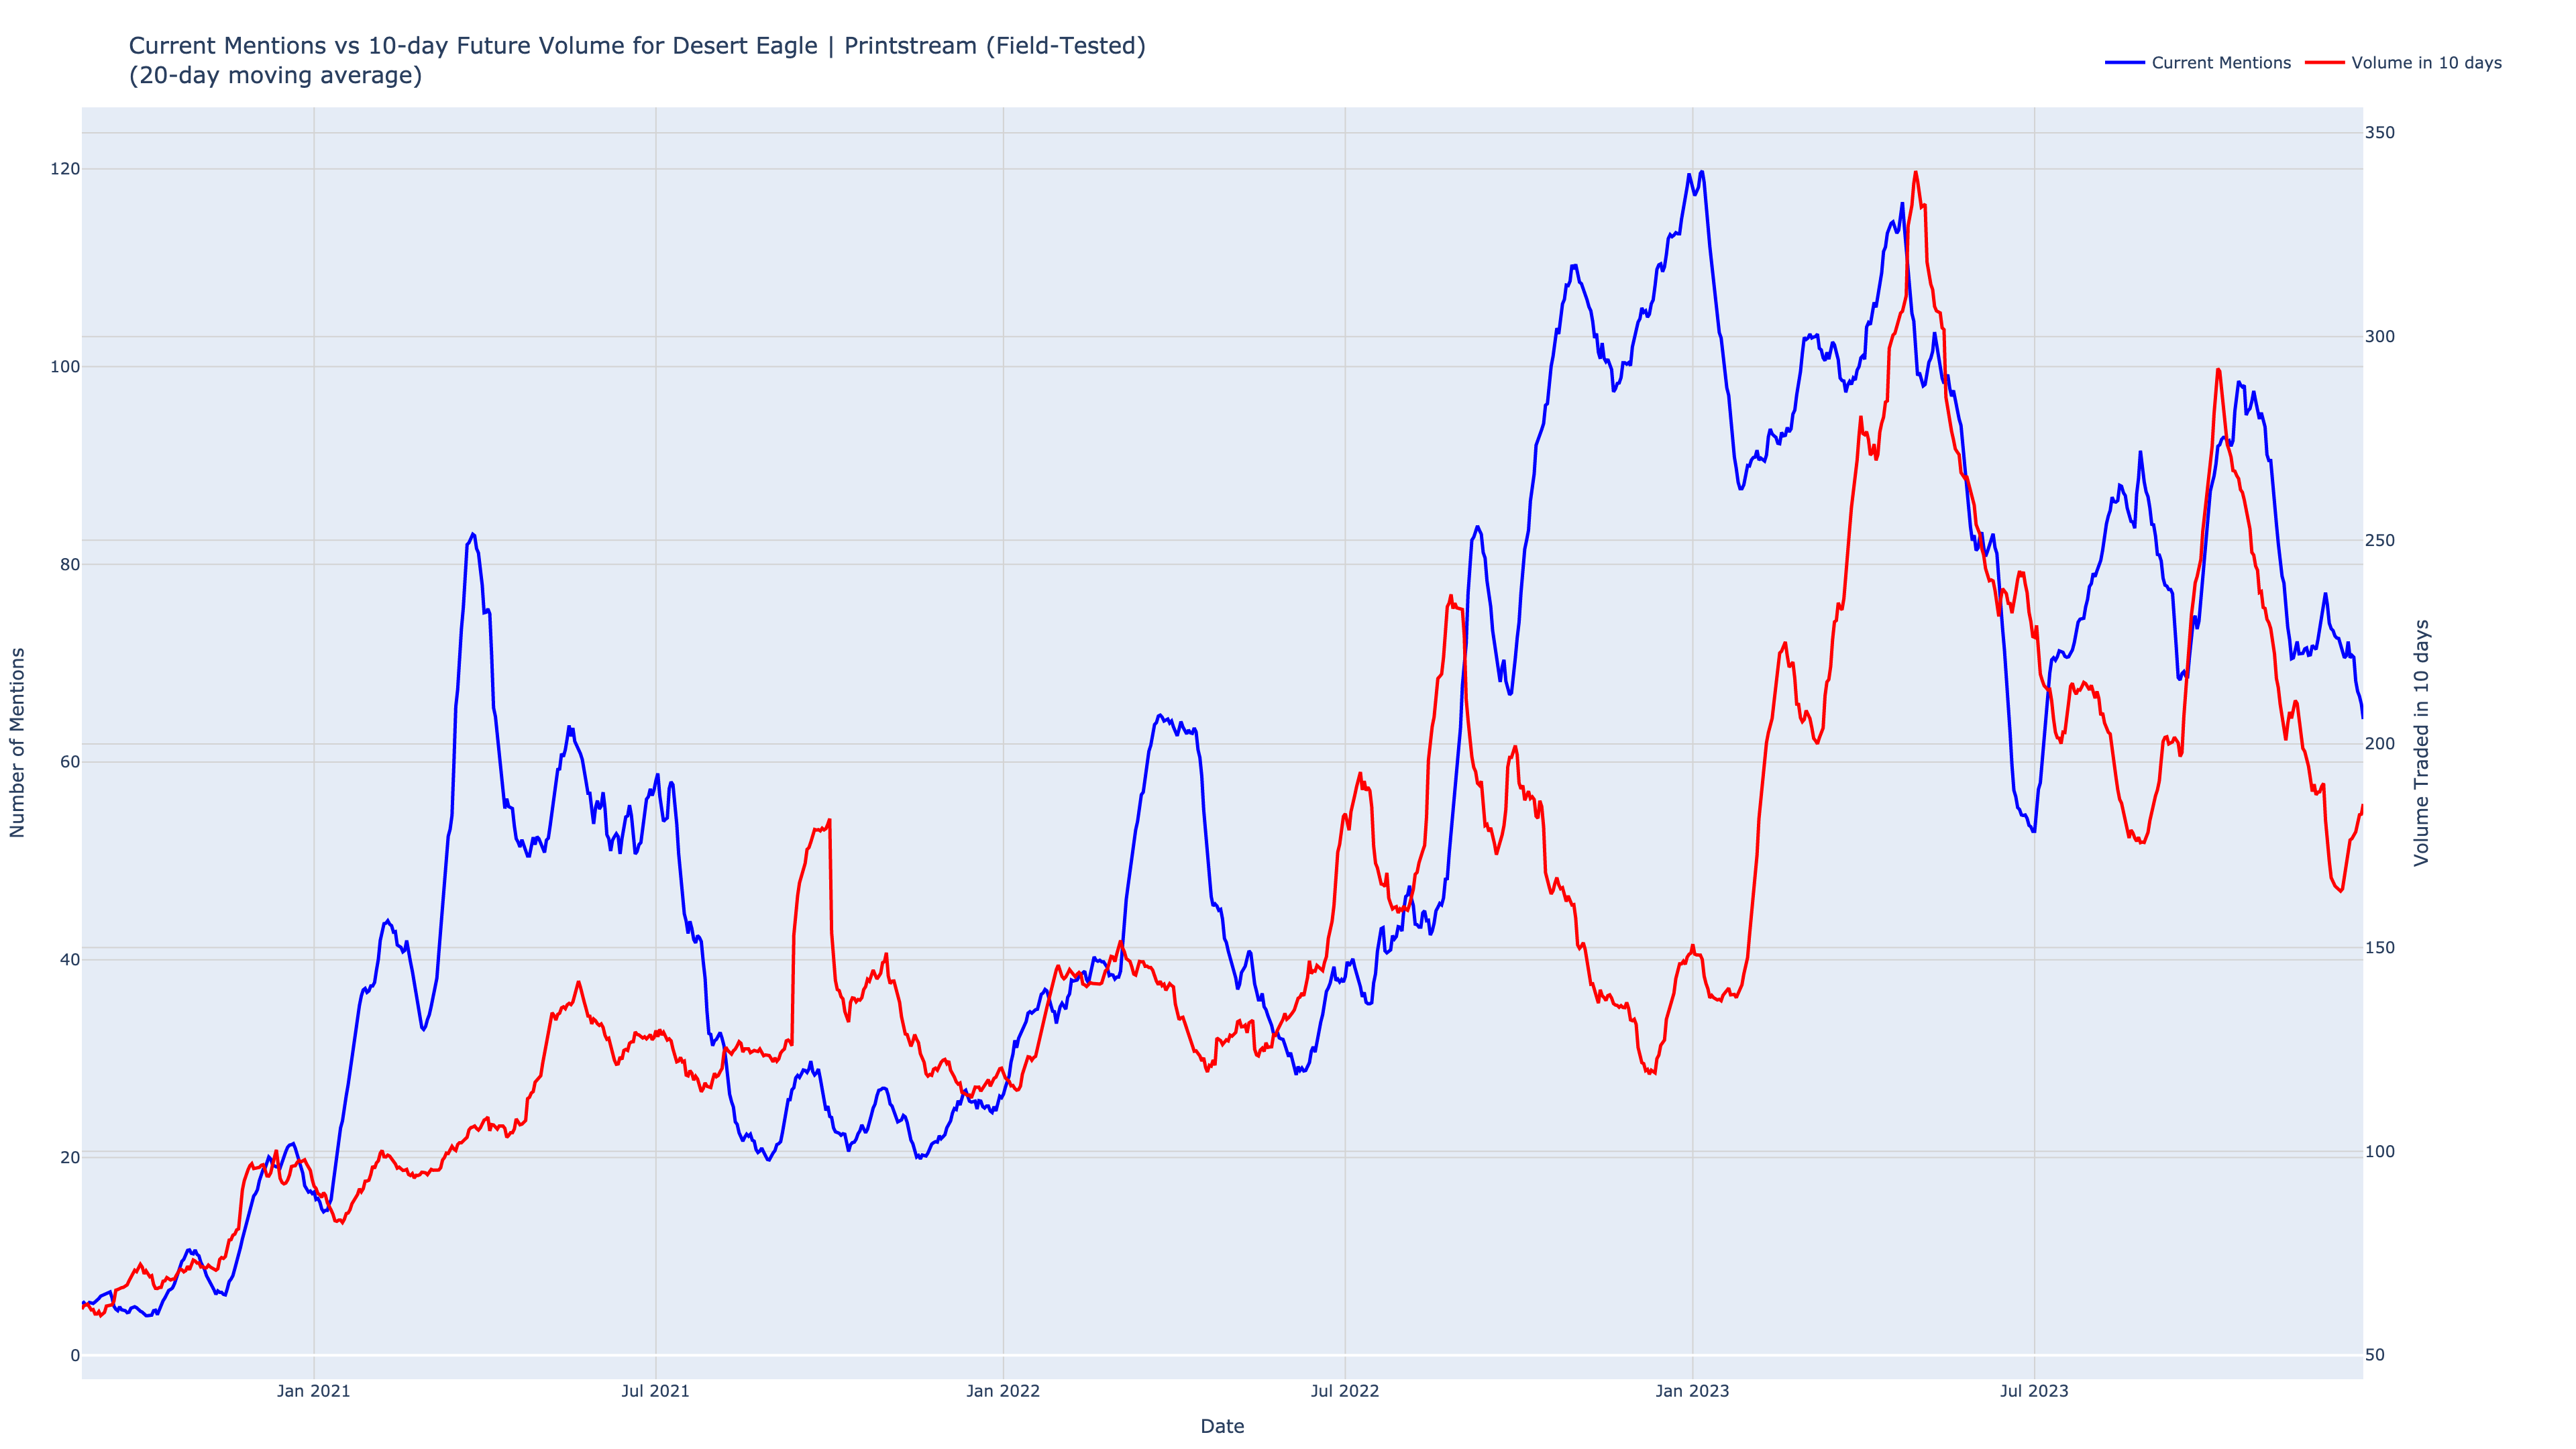 Current Mentions vs 10-day Future Volume for Desert Eagle | Printstream (Field-Tested)
(20-day moving average)
Current Mentions
Volume in 10 days
120
100
80
60
40
20
0
Number of Mentions
350
300
250
200
150
100
50
Volume Traded in 10 days
Jan 2021
Jul 2021
Jan 2022
Jul 2022
Jan 2023
Jul 2023
Date